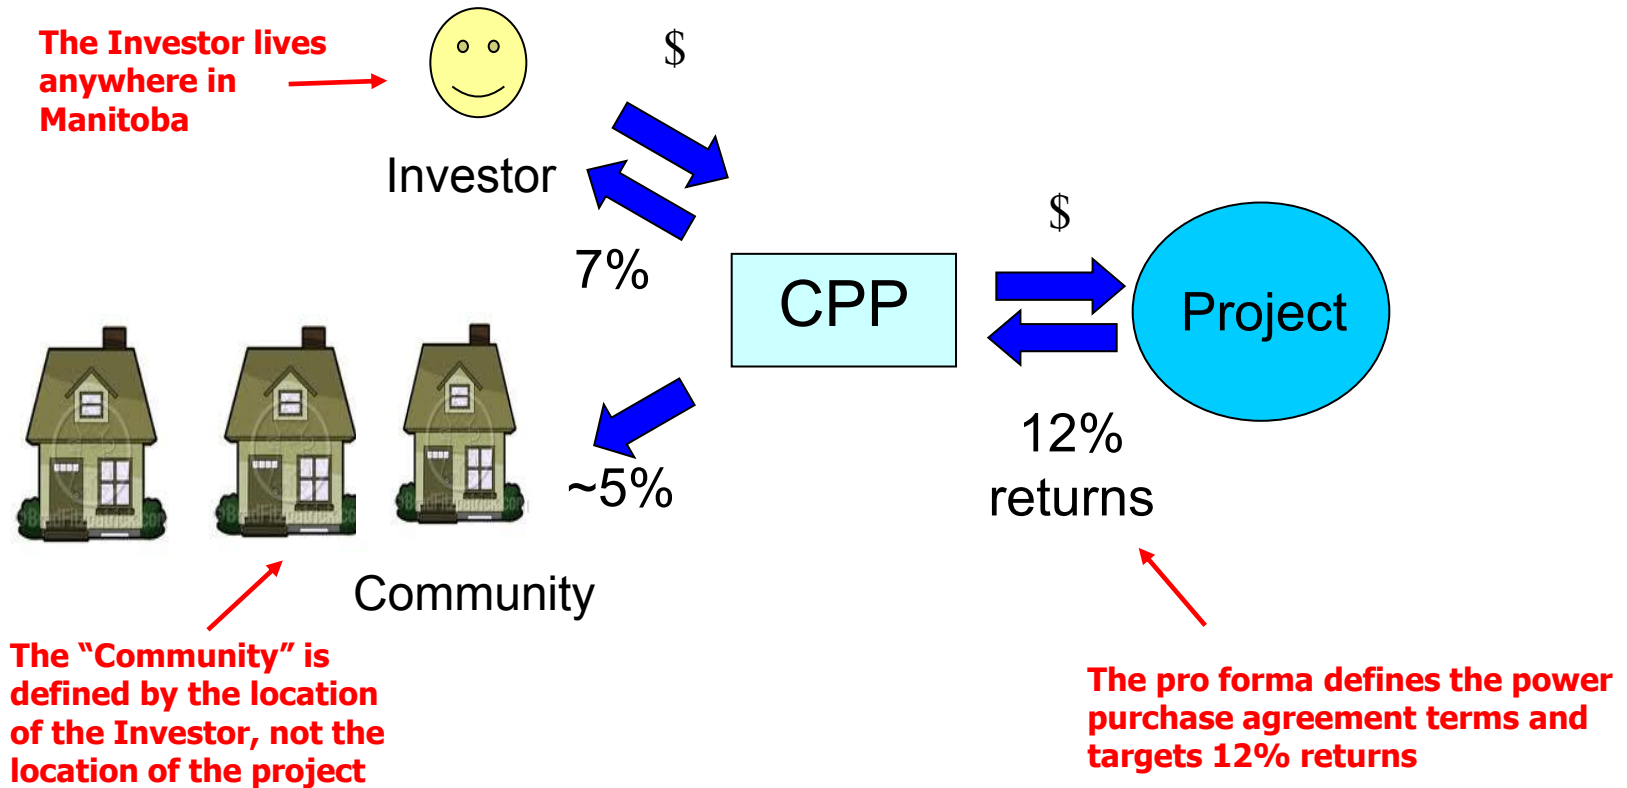 The Investor lives
anywhere in
Manitoba
$
Investor
7%
$
CPP
Project
12%
returns
~5%
Community
The “Community” is
defined by the location
of the Investor, not the
location of the project
The pro forma defines the power
purchase agreement terms and
targets 12% returns